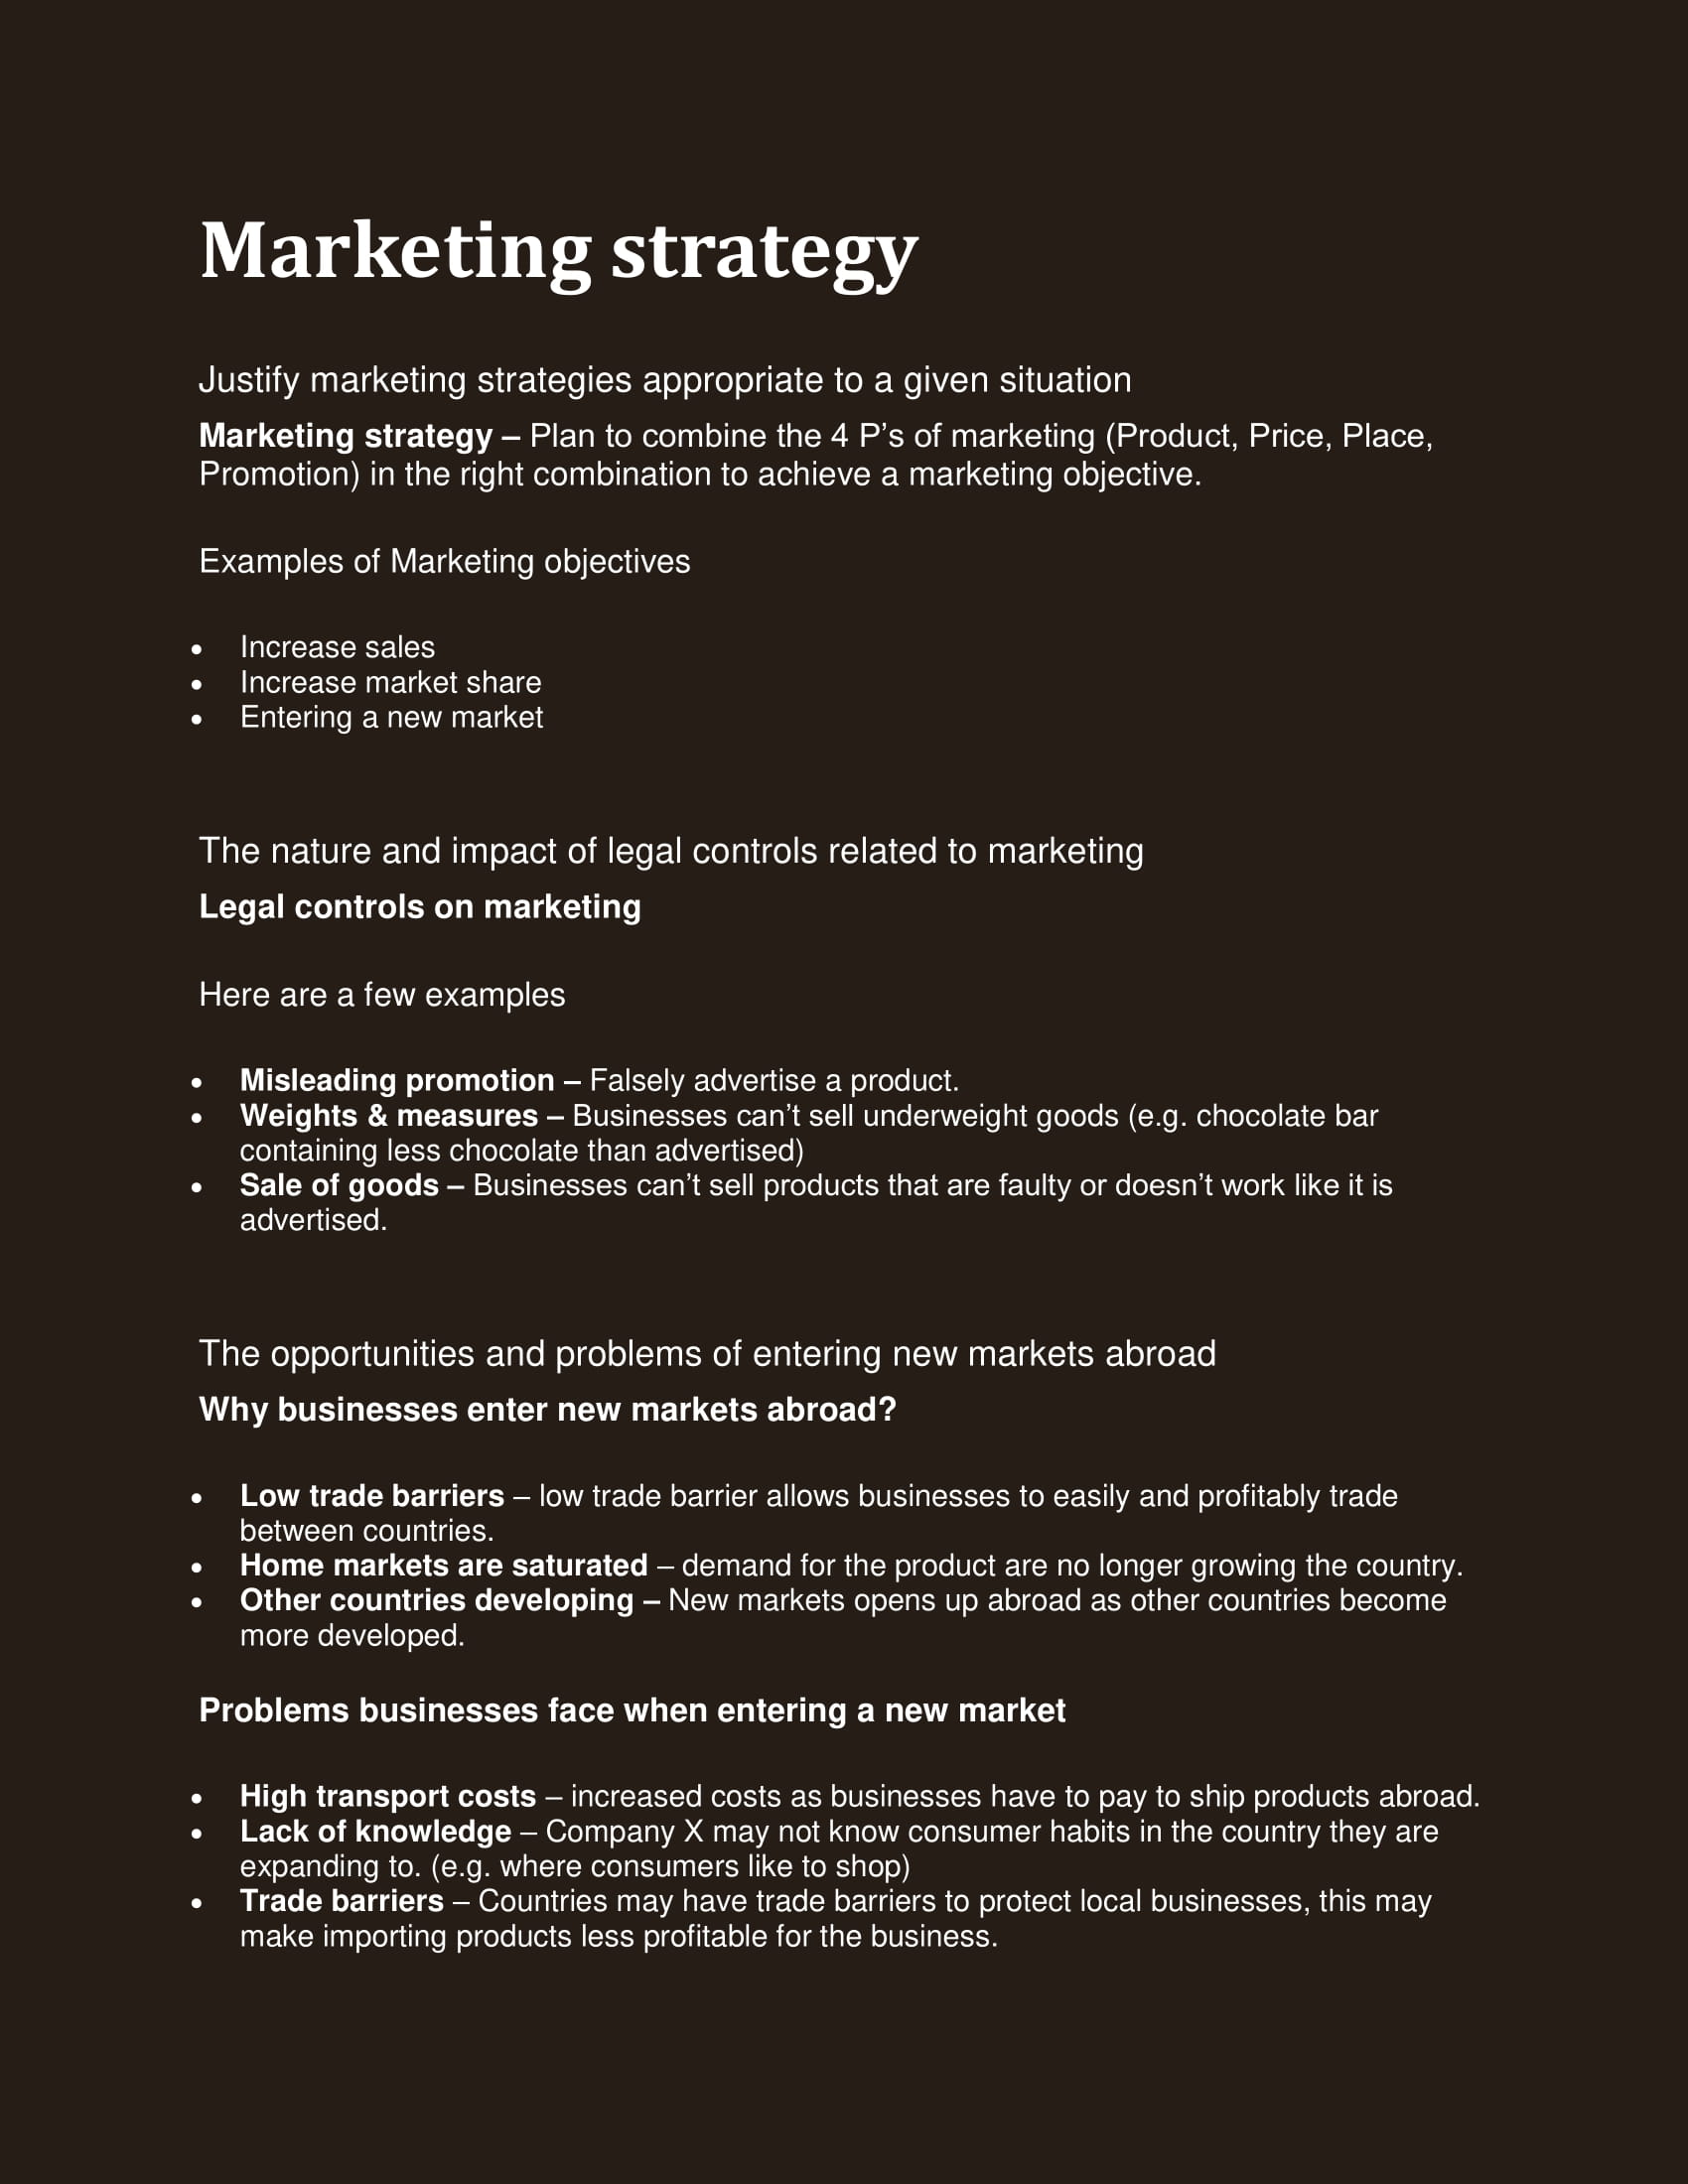 Marketing strategy
Justify marketing strategies appropriate to a given situation
Marketing strategy – Plan to combine the 4 P’s of marketing (Product, Price, Place,
Promotion) in the right combination to achieve a marketing objective.
Examples of Marketing objectives
• Increase sales
• Increase market share
• Entering a new market
The nature and impact of legal controls related to marketing
Legal controls on marketing
Here are a few examples
• Misleading promotion – Falsely advertise a product.
• Weights & measures – Businesses can’t sell underweight goods (e.g. chocolate bar
containing less chocolate than advertised)
• Sale of goods – Businesses can’t sell products that are faulty or doesn’t work like it is
advertised.
The opportunities and problems of entering new markets abroad
Why businesses enter new markets abroad?
• Low trade barriers – low trade barrier allows businesses to easily and profitably trade
between countries.
• Home markets are saturated – demand for the product are no longer growing the country.
• Other countries developing – New markets opens up abroad as other countries become
more developed.
Problems businesses face when entering a new market
• High transport costs – increased costs as businesses have to pay to ship products abroad.
• Lack of knowledge – Company X may not know consumer habits in the country they are
expanding to. (e.g. where consumers like to shop)
• Trade barriers – Countries may have trade barriers to protect local businesses, this may
make importing products less profitable for the business.